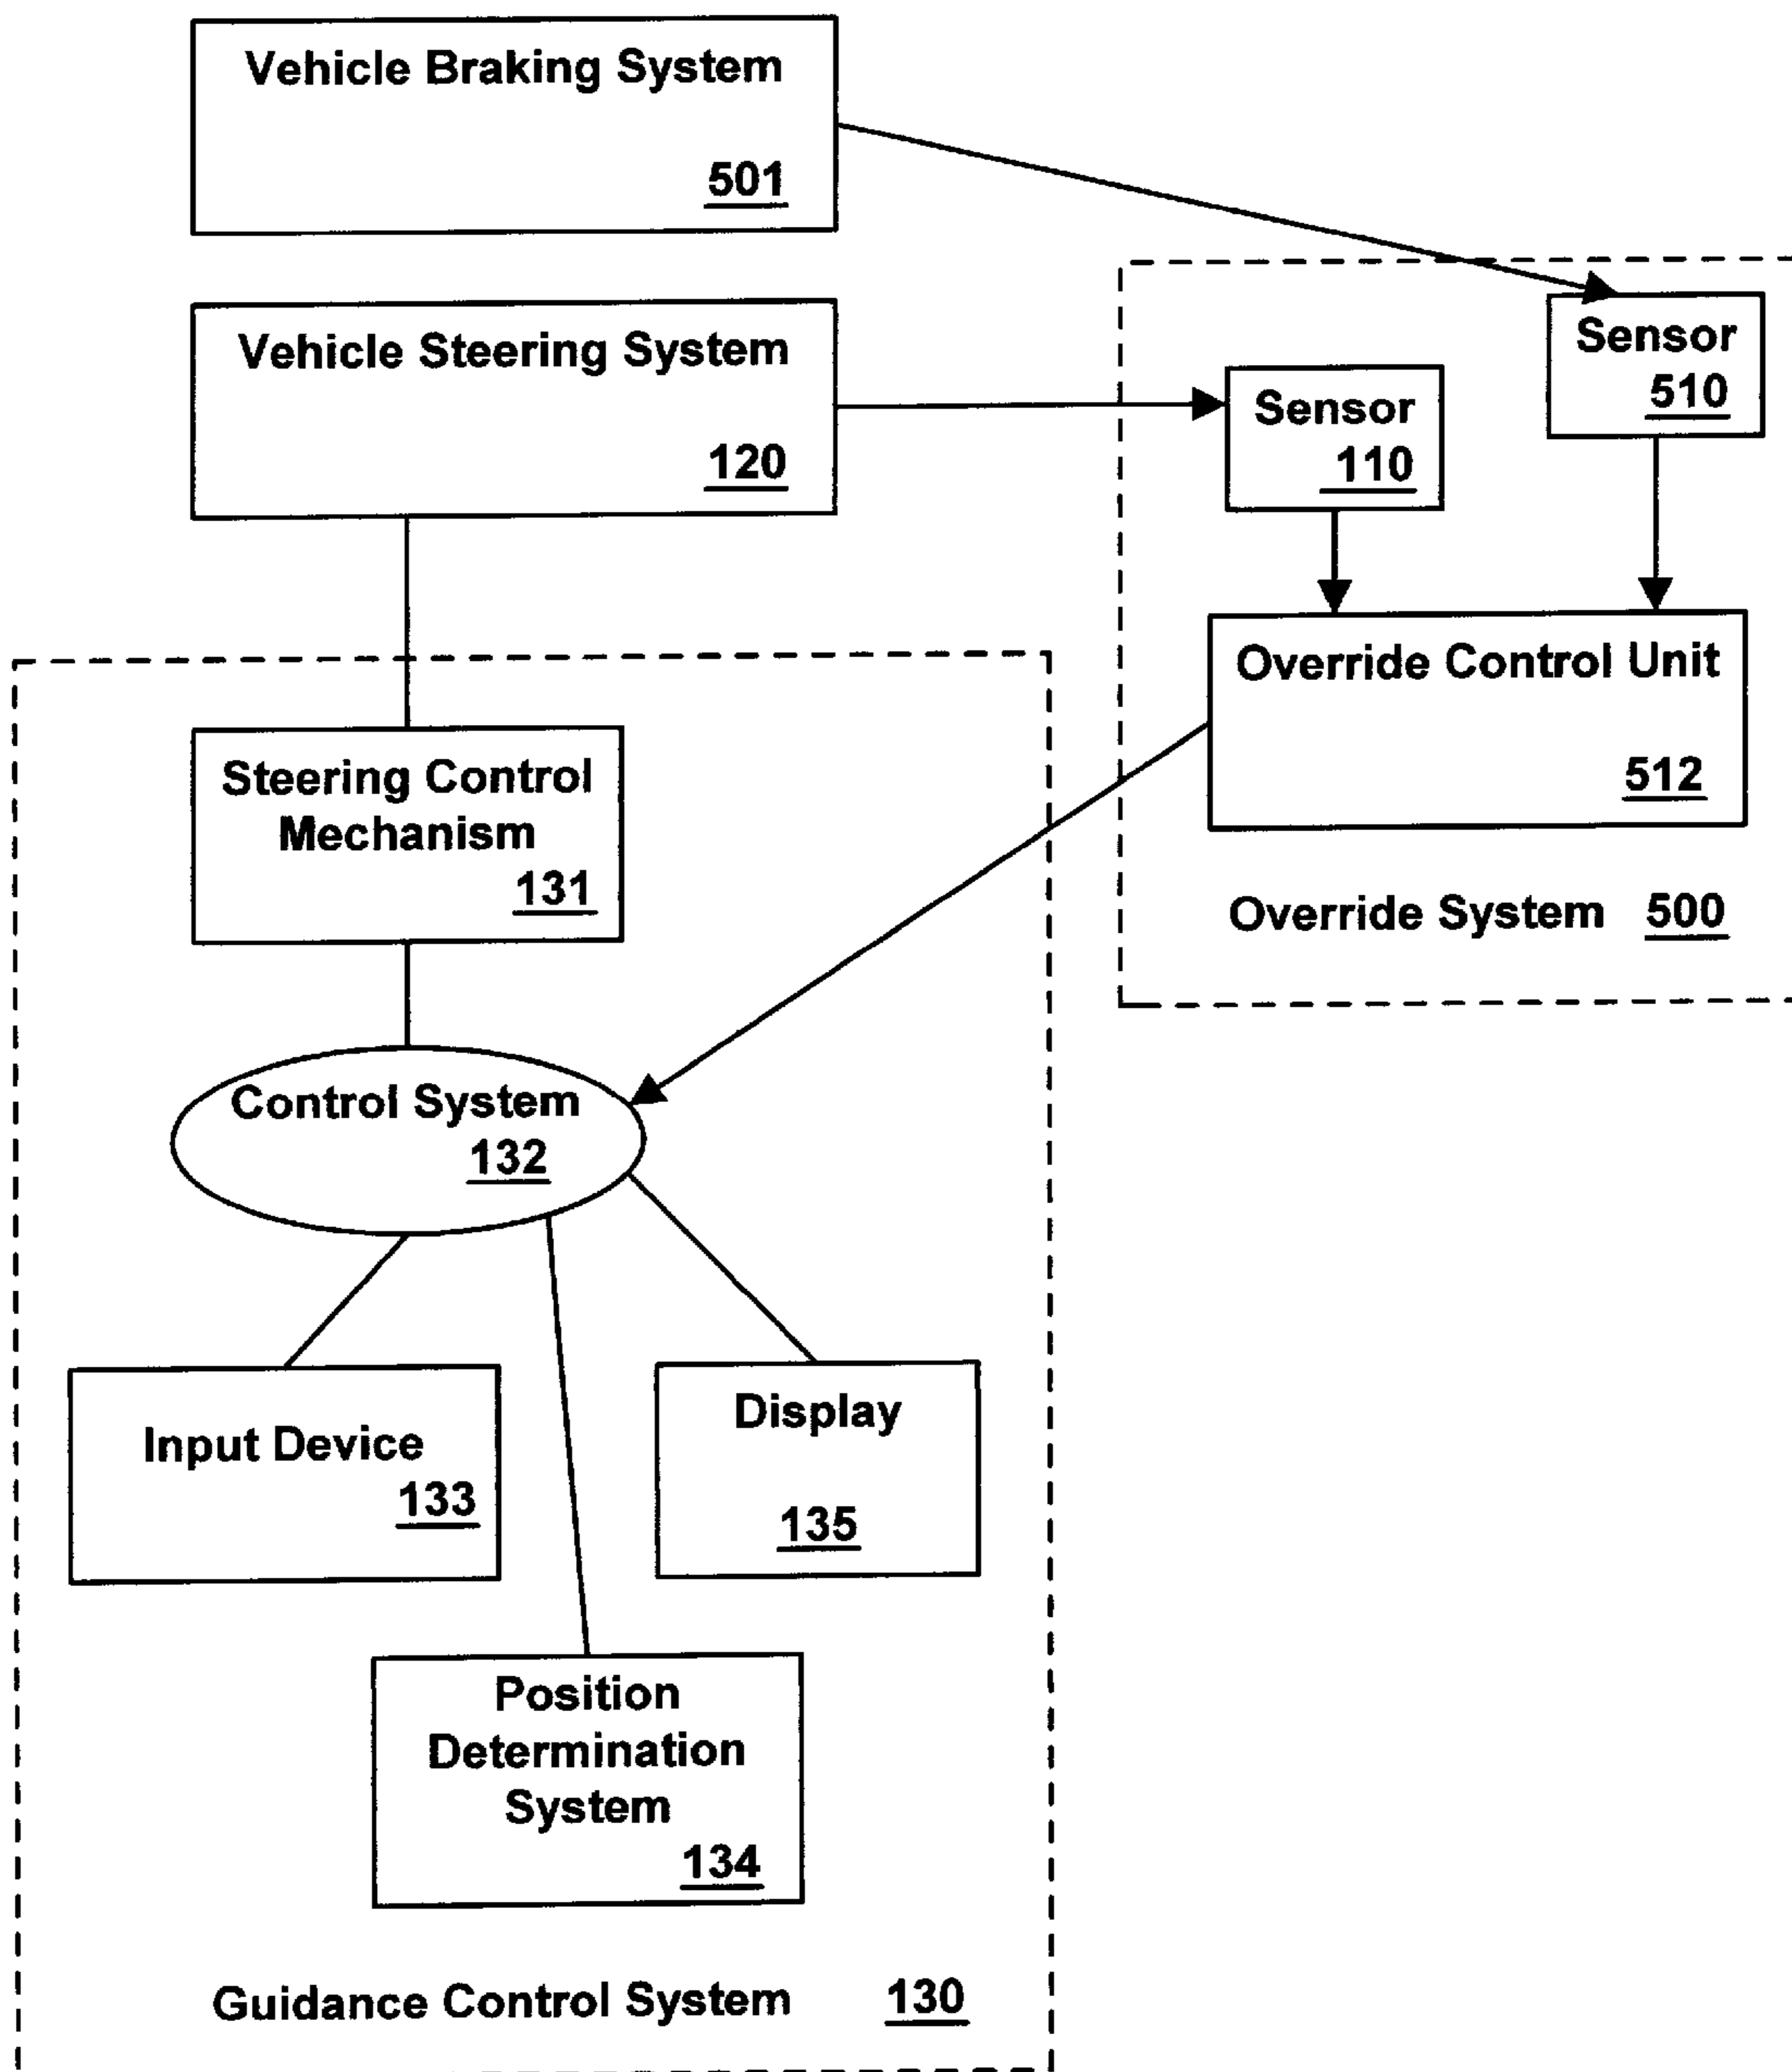 Vehicle Braking System
501
Vehicle Steering System
120
Sensor
510
Sensor
110
Override Control Unit
512
Override System 500
Steering Control
Mechanism
131
Control System
132
Input Device
133
Display
135
Position
Determination
System
134
Guidance Control System 130